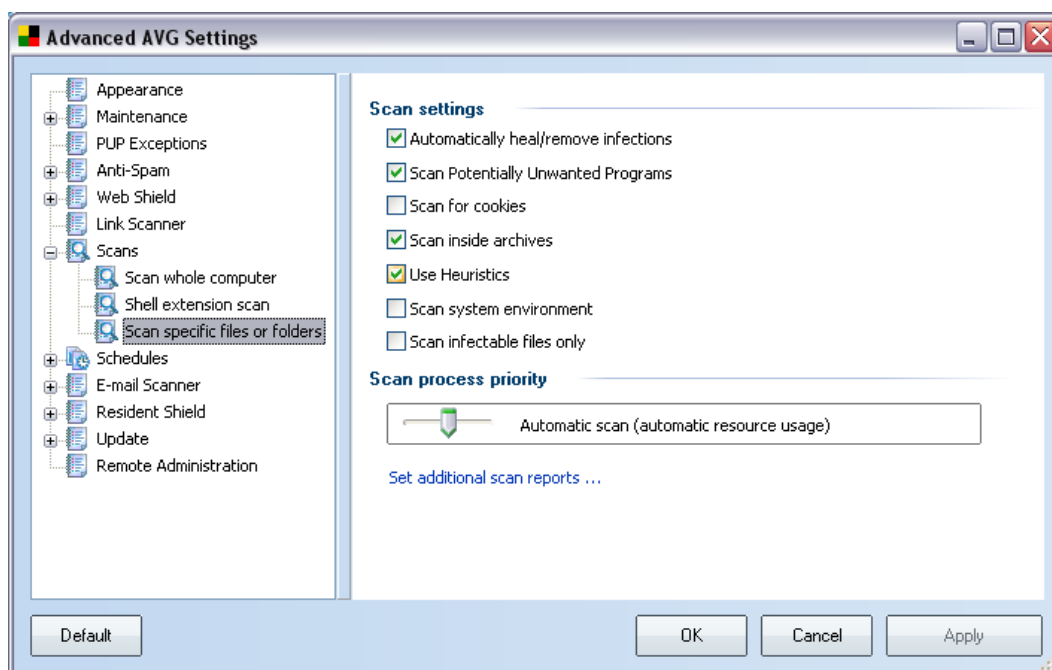 Advanced AVG Settings
Appearance
Maintenance
PUP Exceptions
Anti-Spam
Web Shield
Link Scanner
Scans
Scan whole computer
Shell extension scan
Scan specific files or folders
Schedules
E-mail Scanner
Resident Shield
Update
Remote Administration
Scan settings
Automatically heal/remove infections
Scan Potentially Unwanted Programs
Scan for cookies
Scan inside archives
Use Heuristics
Scan system environment
Scan infectable files only
Scan process priority
Automatic scan (automatic resource usage)
Set additional scan reports ...
Default
OK
Cancel
Apply